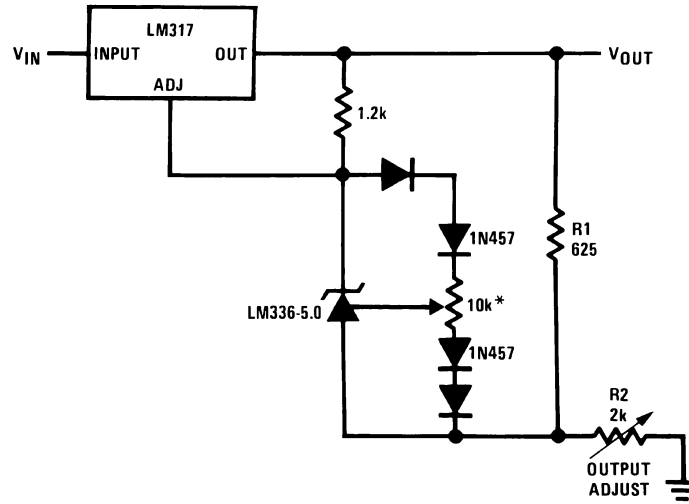 LM317
V_IN
INPUT
OUT
V_OUT
ADJ
1.2k
1N457
R1
625
LM336-5.0
10k*
1N457
R2
2k
OUTPUT
ADJUST